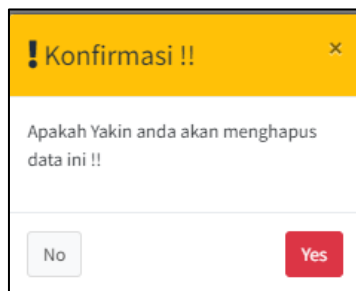 ! Konfirmasi !!
×
Apakah Yakin anda akan menghapus
data ini !!
No
Yes